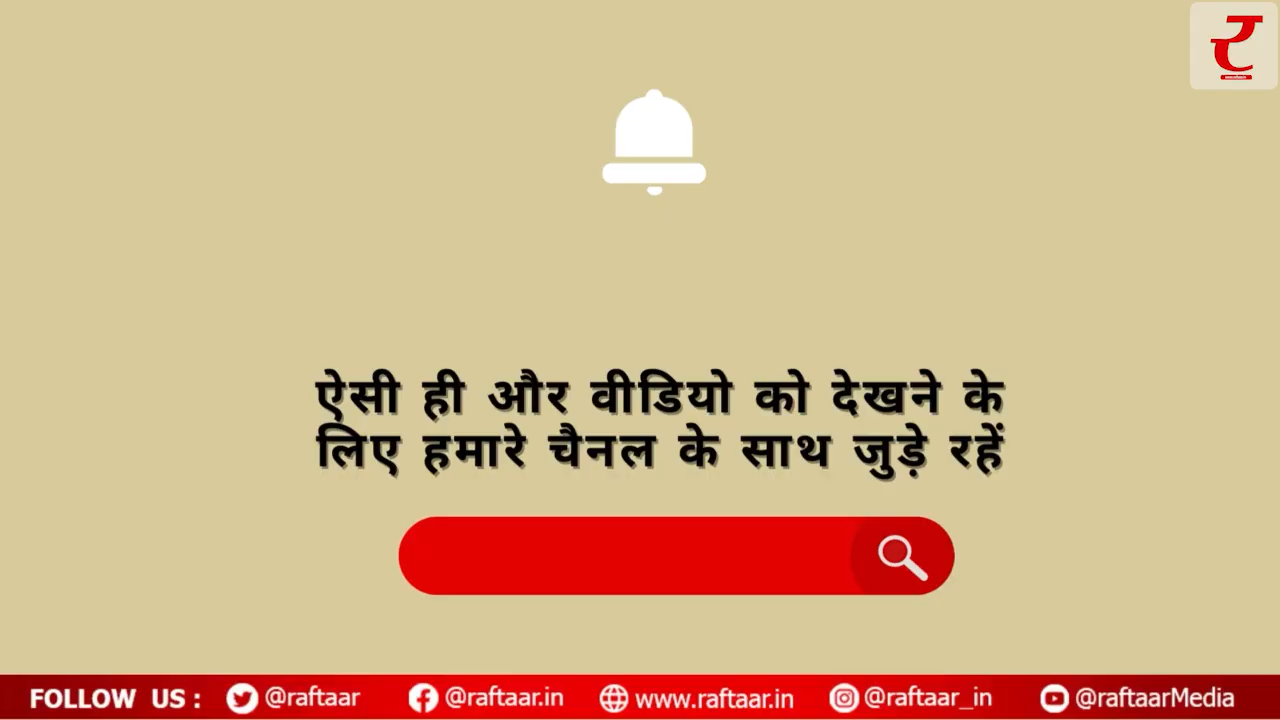 ऐसी ही और वीडियो को देखने के
लिए हमारे चैनल के साथ जुड़े रहें
FOLLOW US : @raftaar @raftaar.in www.raftaar.in @raftaar_in @raftaarMedia